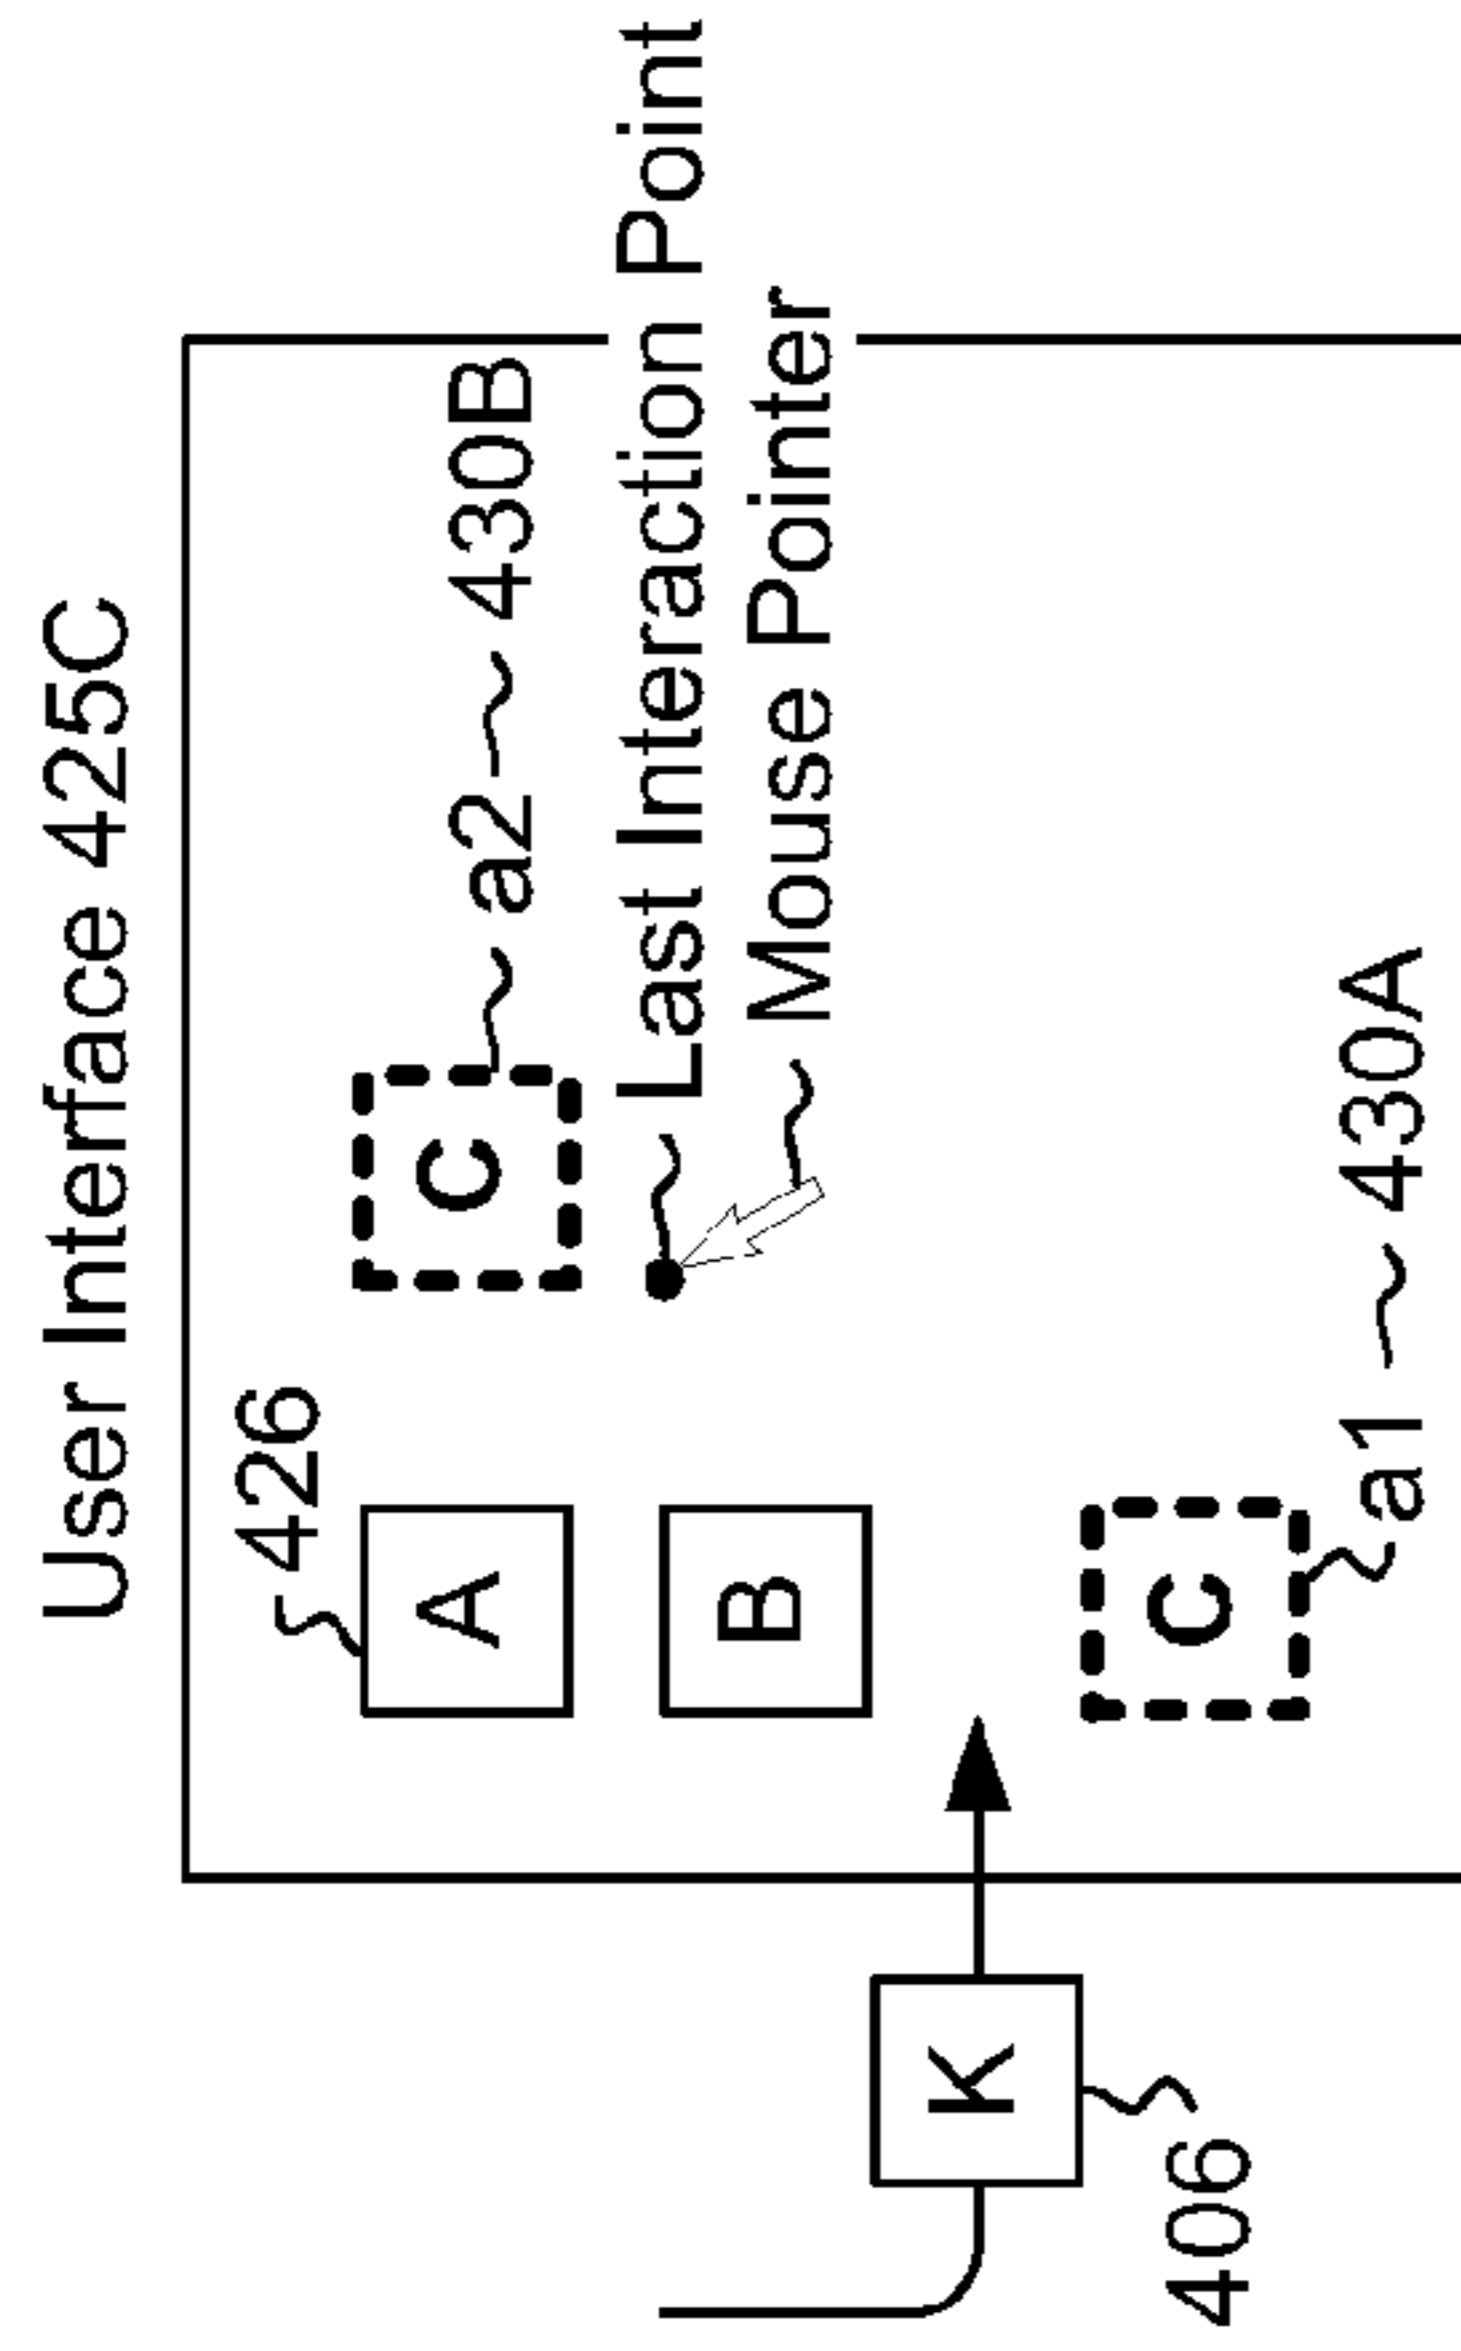 User Interface 425C
426
A
C
a2
430B
Last Interaction Point
B
Mouse Pointer
K
406
C
a1
430A